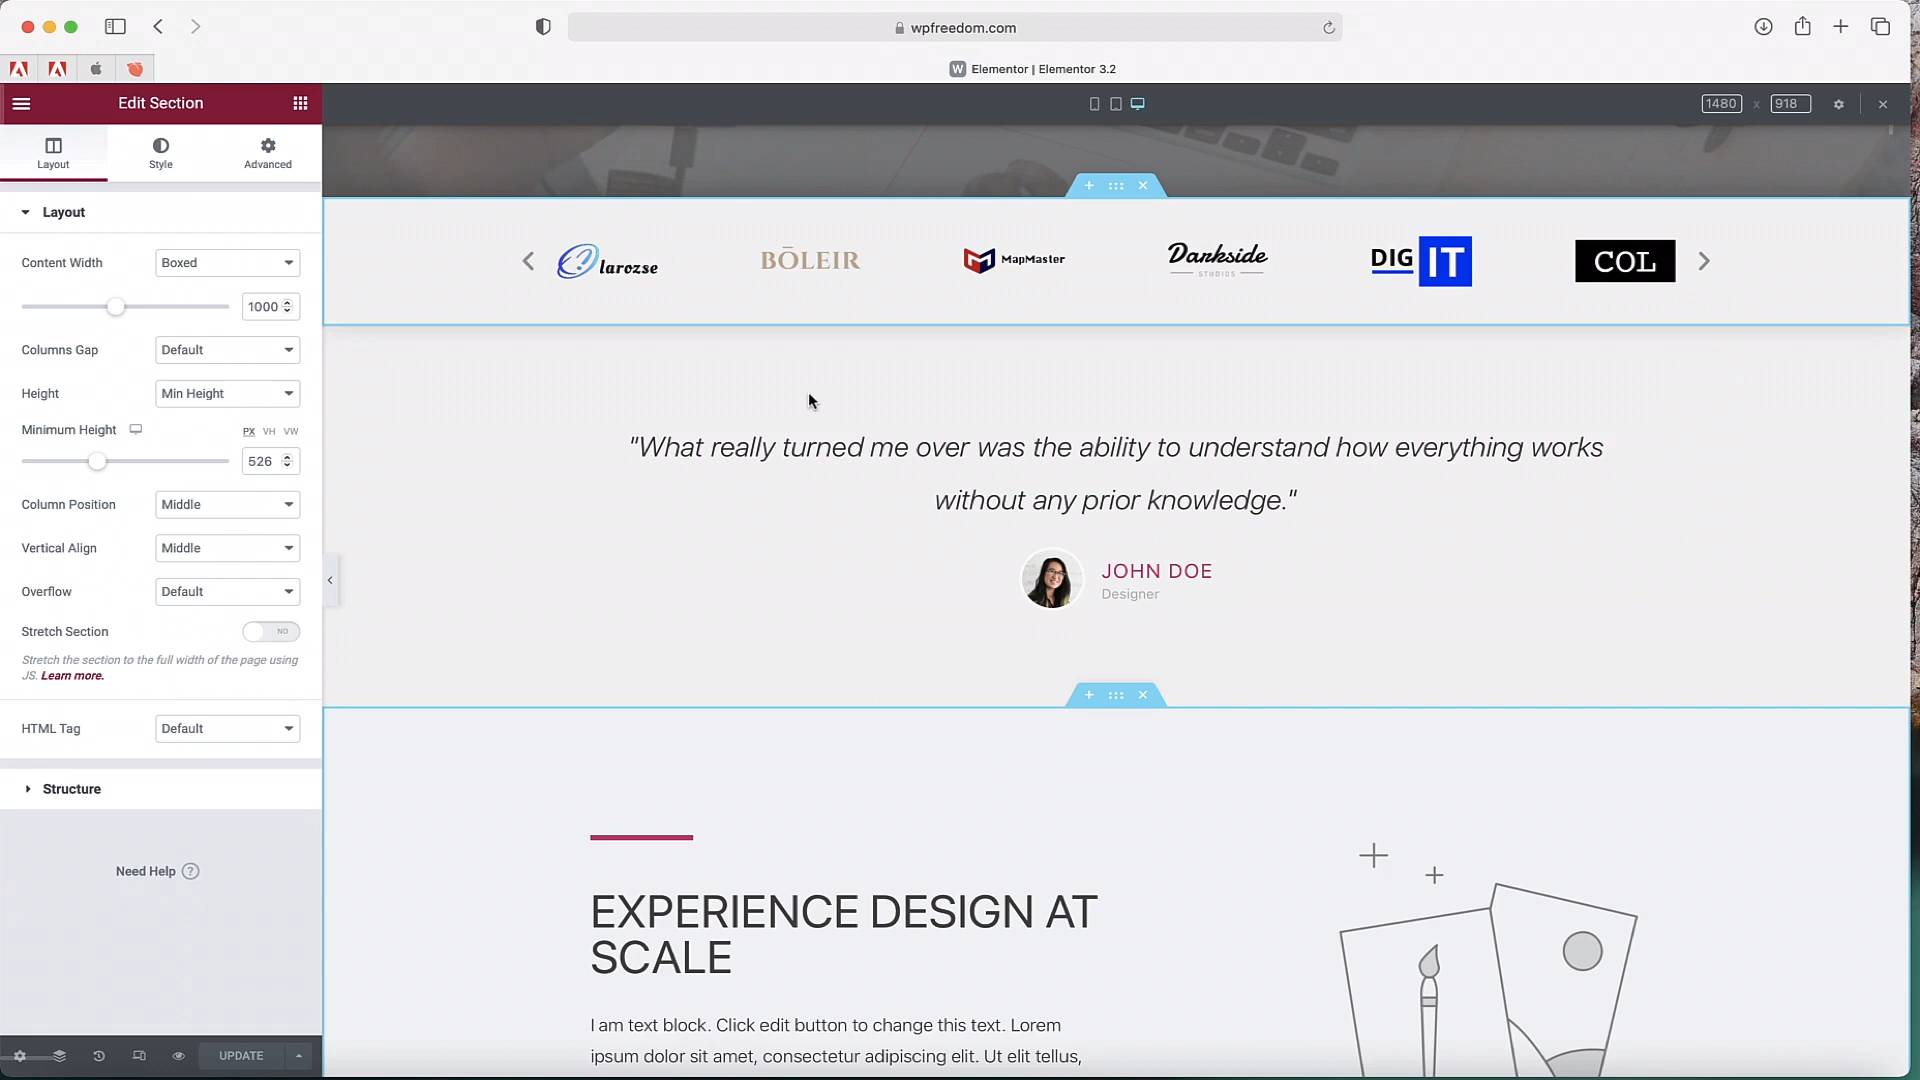 wpfreedom.com
W Elementor | Elementor 3.2
Edit Section
1480 x 918
Layout
Style
Advanced
Layout
Content Width
Boxed
1000
Columns Gap
Default
Height
Min Height
Minimum Height
PX VH VW
526
Column Position
Middle
Vertical Align
Middle
Overflow
Default
Stretch Section
NO
Stretch the section to the full width of the page using
JS. Learn more.
HTML Tag
Default
Structure
Need Help ?
UPDATE
larozse
BŌLEIR
MapMaster
Darkside
STUDIOS
DIG IT
COL
"What really turned me over was the ability to understand how everything works
without any prior knowledge."
JOHN DOE
Designer
EXPERIENCE DESIGN AT
SCALE
I am text block. Click edit button to change this text. Lorem
ipsum dolor sit amet, consectetur adipiscing elit. Ut elit tellus,